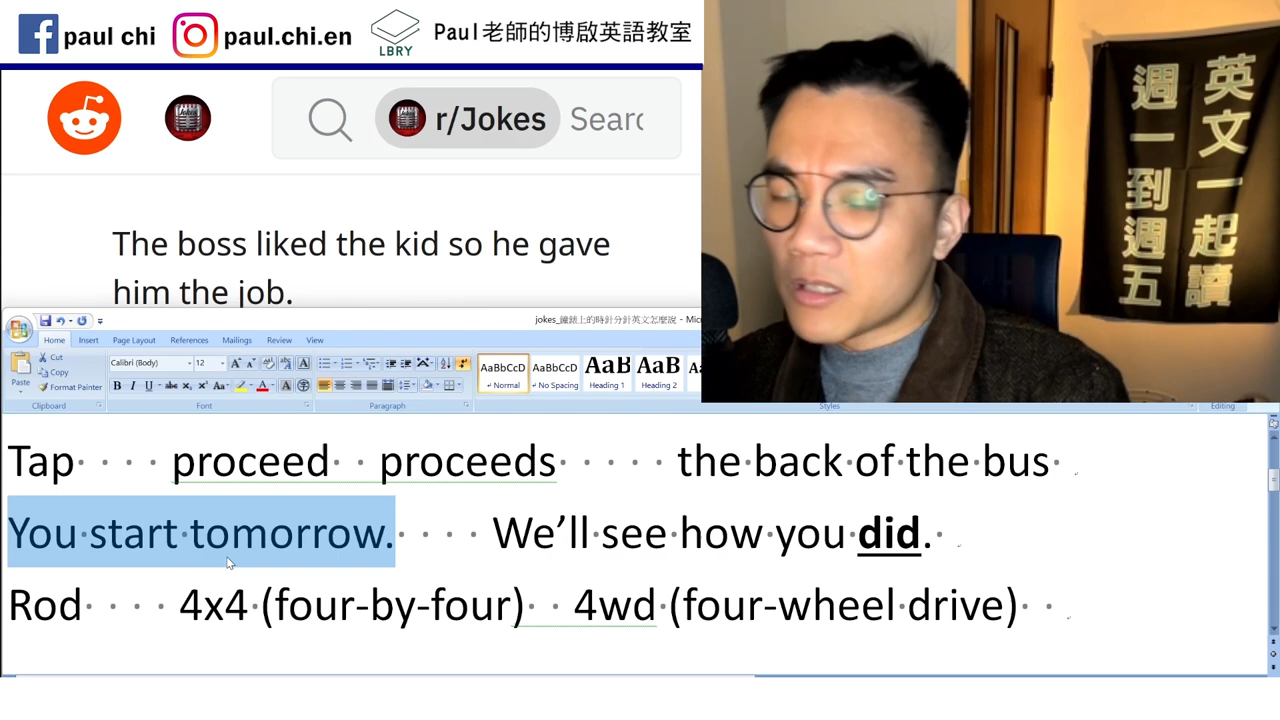 paul chi
paul.chi.en
LBRY
Paul老師的博啟英語教室
r/Jokes
Searc
The boss liked the kid so he gave
him the job.
英文一起讀
週一到週五
jokes_鐘錶上的時針分針英文怎麼說 - Mic
Home Insert Page Layout References Mailings Review View
Paste
Cut
Copy
Format Painter
Calibri (Body) 12
AaBbCcD AaBbCcD AaBb AaBb
Normal No Spacing Heading 1 Heading 2
Clipboard Font Paragraph Styles Editing
Tap proceed proceeds the back of the bus
You start tomorrow. We’ll see how you did.
Rod 4x4 (four-by-four) 4wd (four-wheel drive)